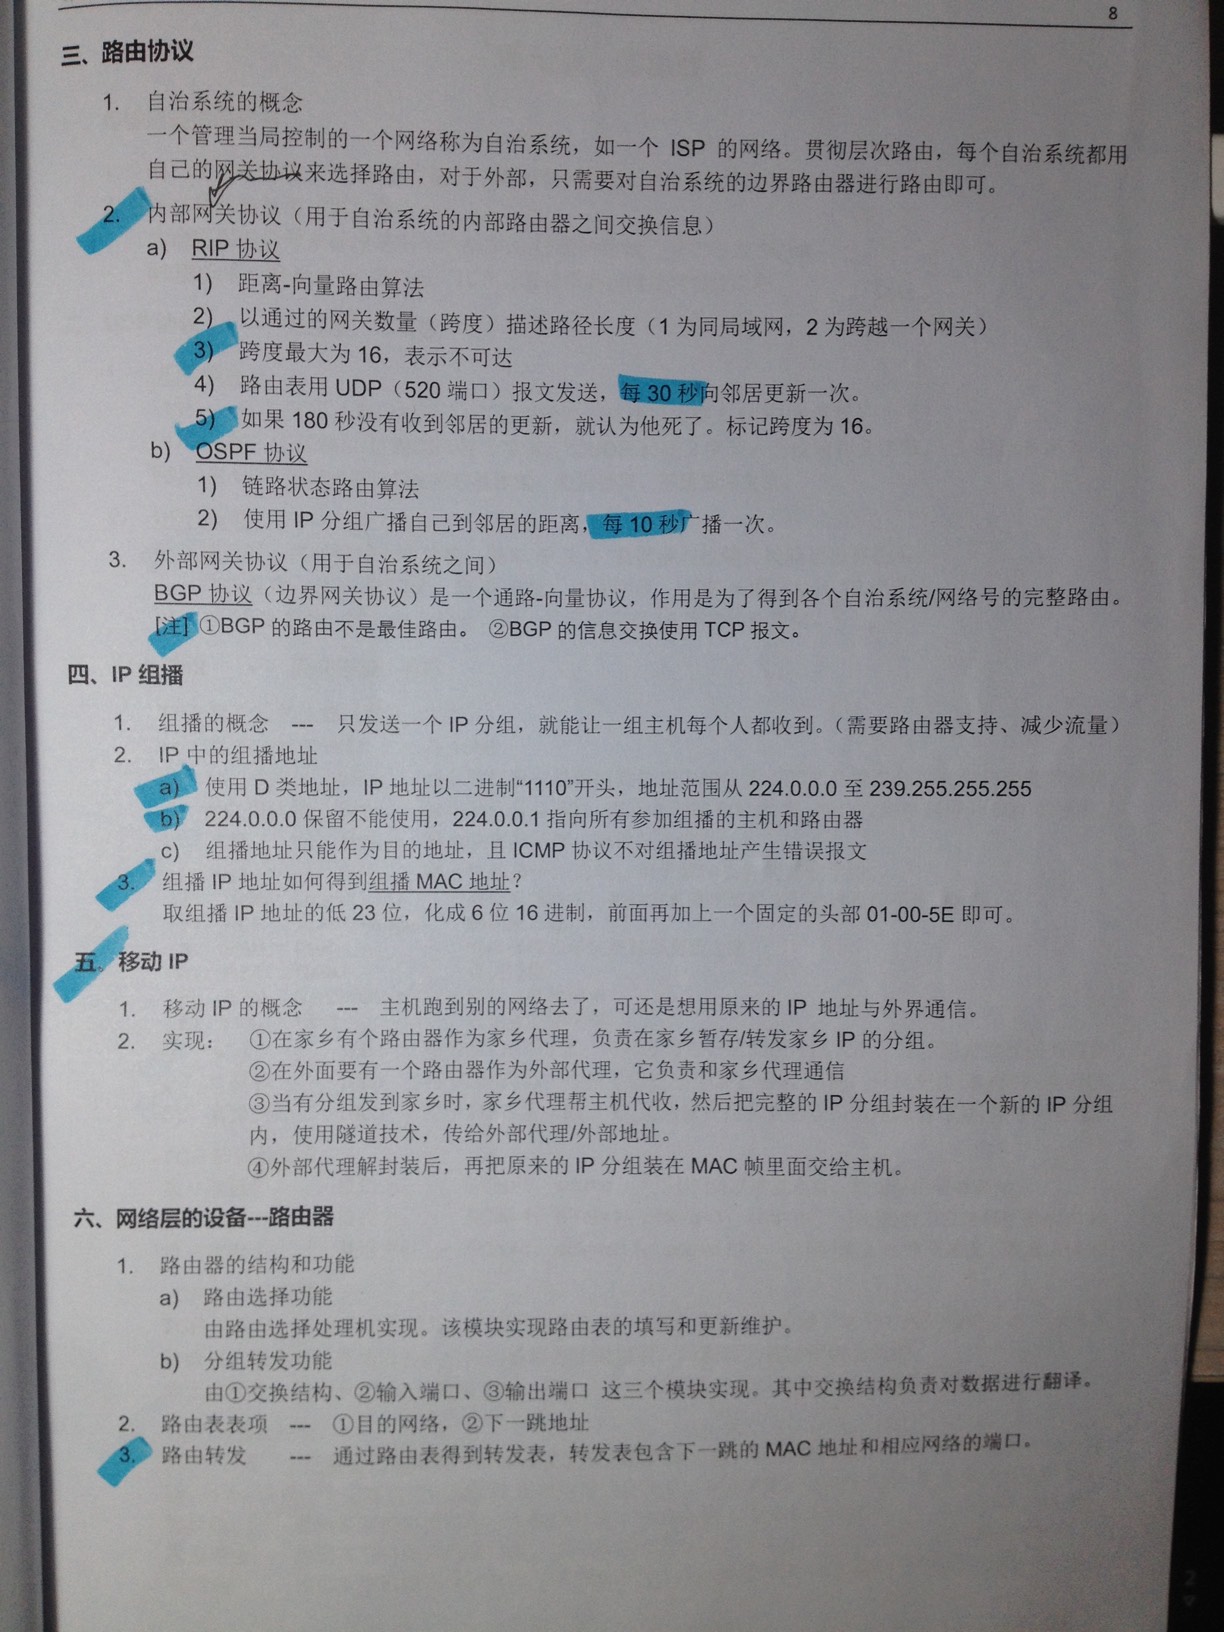 8
三、路由协议
1. 自治系统的概念
一个管理当局控制的一个网络称为自治系统，如一个 ISP 的网络。贯彻层次路由，每个自治系统都用
自己的网关协议来选择路由，对于外部，只需要对自治系统的边界路由器进行路由即可。
2. 内部网关协议（用于自治系统的内部路由器之间交换信息）
a) RIP 协议
1) 距离-向量路由算法
2) 以通过的网关数量（跨度）描述路径长度（1 为同局域网，2 为跨越一个网关）
3) 跨度最大为 16，表示不可达
4) 路由表用 UDP（520 端口）报文发送，每 30 秒向邻居更新一次。
5) 如果 180 秒没有收到邻居的更新，就认为他死了。标记跨度为 16。
b) OSPF 协议
1) 链路状态路由算法
2) 使用 IP 分组广播自己到邻居的距离，每 10 秒广播一次。
3. 外部网关协议（用于自治系统之间）
BGP 协议（边界网关协议）是一个通路-向量协议，作用是为了得到各个自治系统/网络号的完整路由。
[注] ①BGP 的路由不是最佳路由。 ②BGP 的信息交换使用 TCP 报文。
四、IP 组播
1. 组播的概念 --- 只发送一个 IP 分组，就能让一组主机每个人都收到。（需要路由器支持、减少流量）
2. IP 中的组播地址
a) 使用 D 类地址，IP 地址以二进制“1110”开头，地址范围从 224.0.0.0 至 239.255.255.255
b) 224.0.0.0 保留不能使用，224.0.0.1 指向所有参加组播的主机和路由器
c) 组播地址只能作为目的地址，且 ICMP 协议不对组播地址产生错误报文
3. 组播 IP 地址如何得到组播 MAC 地址？
取组播 IP 地址的低 23 位，化成 6 位 16 进制，前面再加上一个固定的头部 01-00-5E 即可。
五、移动 IP
1. 移动 IP 的概念 --- 主机跑到别的网络去了，可还是想用原来的 IP 地址与外界通信。
2. 实现： ①在家乡有个路由器作为家乡代理，负责在家乡暂存/转发家乡 IP 的分组。
②在外面要有一个路由器作为外部代理，它负责和家乡代理通信
③当有分组发到家乡时，家乡代理帮主机代收，然后把完整的 IP 分组封装在一个新的 IP 分组
内，使用隧道技术，传给外部代理/外部地址。
④外部代理解封装后，再把原来的 IP 分组装在 MAC 帧里面交给主机。
六、网络层的设备---路由器
1. 路由器的结构和功能
a) 路由选择功能
由路由选择处理机实现。该模块实现路由表的填写和更新维护。
b) 分组转发功能
由①交换结构、②输入端口、③输出端口 这三个模块实现。其中交换结构负责对数据进行翻译。
2. 路由表表项 --- ①目的网络，②下一跳地址
3. 路由转发 --- 通过路由表得到转发表，转发表包含下一跳的 MAC 地址和相应网络的端口。